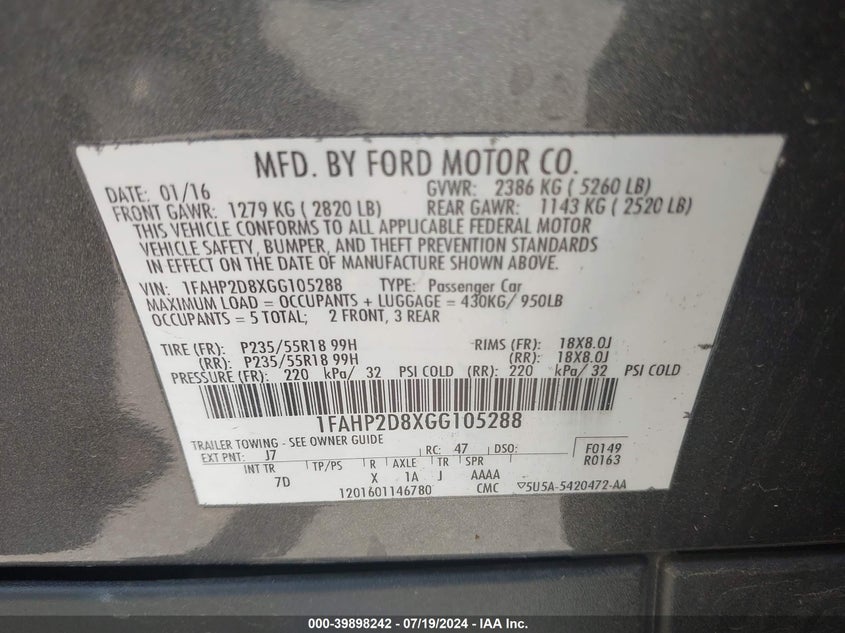 MFD. BY FORD MOTOR CO.
DATE: 01/16 GVWR: 2386 KG ( 5260 LB)
FRONT GAWR: 1279 KG ( 2820 LB) REAR GAWR: 1143 KG ( 2520 LB)
THIS VEHICLE CONFORMS TO ALL APPLICABLE FEDERAL MOTOR
VEHICLE SAFETY, BUMPER, AND THEFT PREVENTION STANDARDS
IN EFFECT ON THE DATE OF MANUFACTURE SHOWN ABOVE.
VIN: 1FAHP2D8XGG105288 TYPE: Passenger Car
MAXIMUM LOAD = OCCUPANTS + LUGGAGE = 430KG/ 950LB
OCCUPANTS = 5 TOTAL; 2 FRONT, 3 REAR
TIRE (FR): P235/55R18 99H RIMS (FR): 18X8.0J
(RR): P235/55R18 99H (RR): 18X8.0J
PRESSURE (FR): 220 kPa/ 32 PSI COLD (RR): 220 kPa/ 32 PSI COLD
1FAHP2D8XGG105288
TRAILER TOWING - SEE OWNER GUIDE
EXT PNT: J7 RC: 47 DSO: F0149
R0163
INT TR TP/PS R AXLE TR SPR
7D X 1A J AAAA
1201601146780 CMC ▽5U5A-5420472-AA
000-39898242 - 07/19/2024 - IAA Inc.